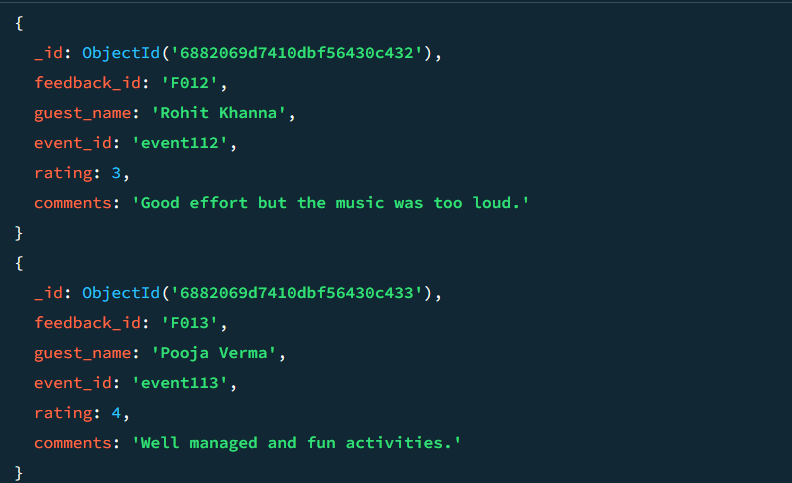 {
  _id: ObjectId('6882069d7410dbf56430c432'),
  feedback_id: 'F012',
  guest_name: 'Rohit Khanna',
  event_id: 'event112',
  rating: 3,
  comments: 'Good effort but the music was too loud.'
}
{
  _id: ObjectId('6882069d7410dbf56430c433'),
  feedback_id: 'F013',
  guest_name: 'Pooja Verma',
  event_id: 'event113',
  rating: 4,
  comments: 'Well managed and fun activities.'
}